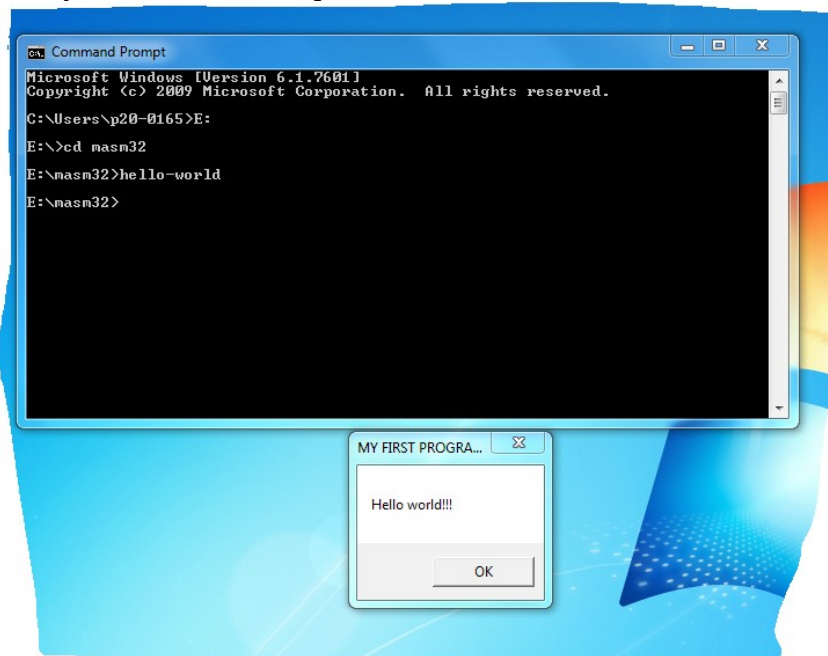 Command Prompt
Microsoft Windows [Version 6.1.7601]
Copyright (c) 2009 Microsoft Corporation.  All rights reserved.
C:\Users\p20-0165>E:
E:\>cd masm32
E:\masm32>hello-world
E:\masm32>
MY FIRST PROGRA...
Hello world!!!
OK